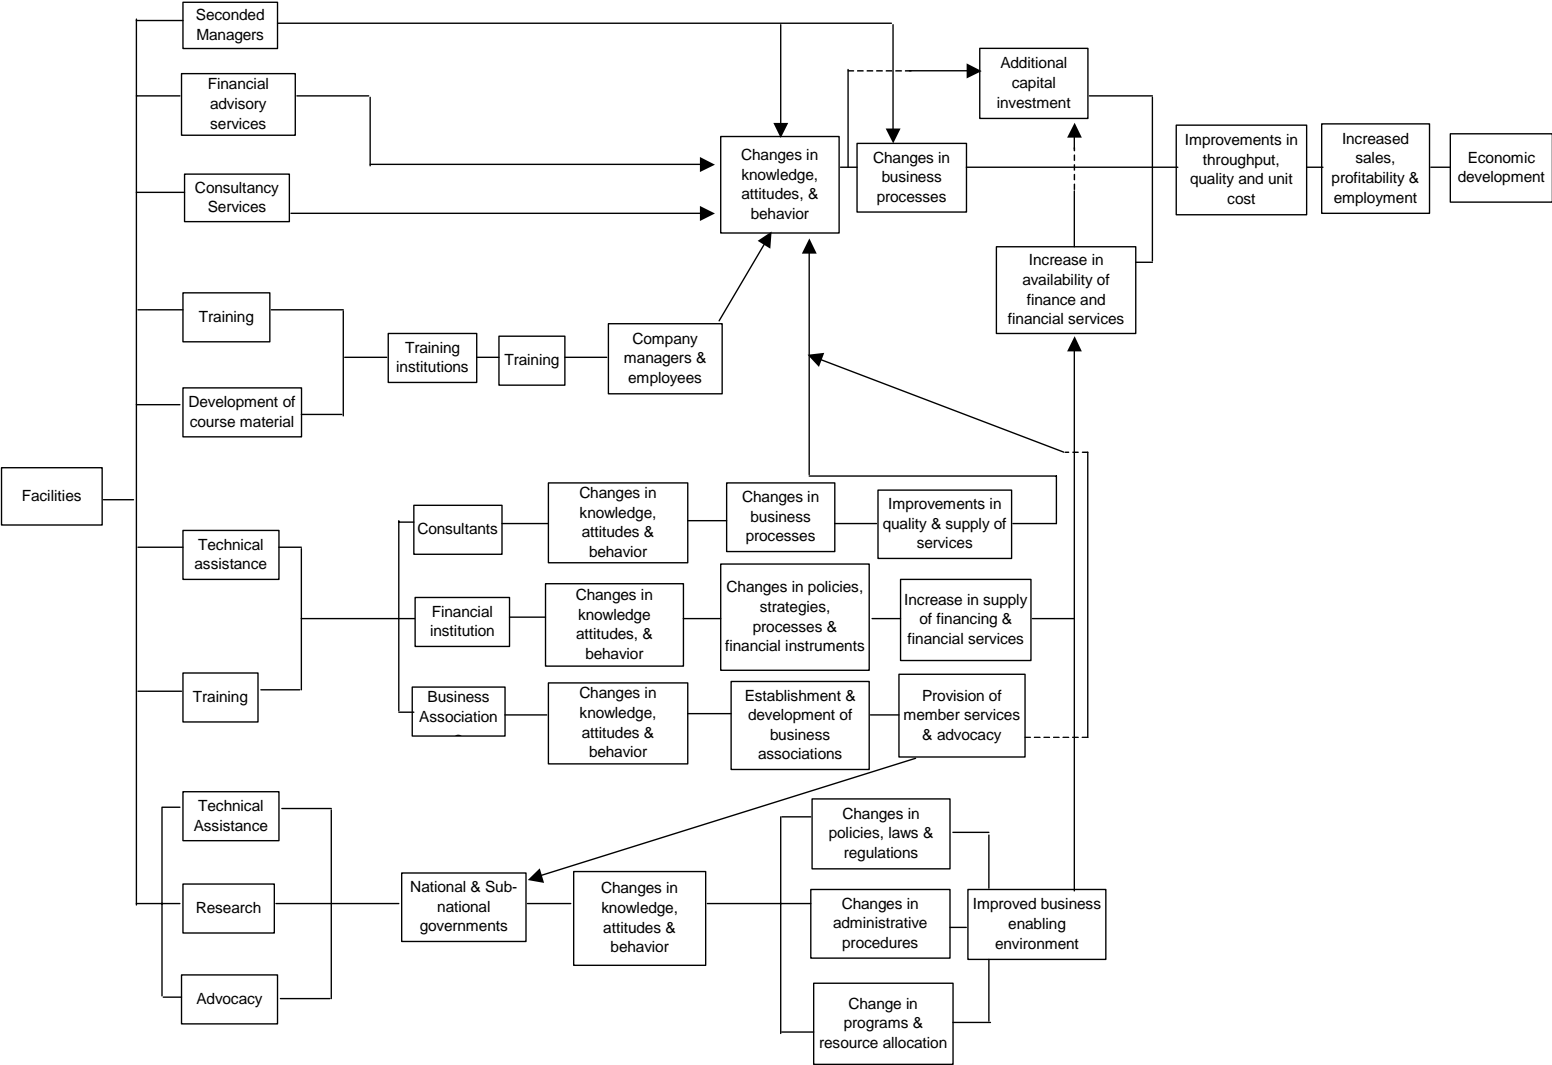 Seconded
Managers
Financial
advisory
services
Consultancy
Services
Training
Development of
course material
Training
institutions
Training
Company
managers &
employees
Changes in
knowledge,
attitudes, &
behavior
Changes in
business
processes
Additional
capital
investment
Increase in
availability of
finance and
financial services
Improvements in
throughput,
quality and unit
cost
Increased
sales,
profitability &
employment
Economic
development
Facilities
Technical
assistance
Training
Consultants
Changes in
knowledge,
attitudes &
behavior
Changes in
business
processes
Improvements in
quality & supply of
services
Financial
institution
Changes in
knowledge
attitudes, &
behavior
Changes in policies,
strategies,
processes &
financial instruments
Increase in supply
of financing &
financial services
Business
Association
Changes in
knowledge,
attitudes &
behavior
Establishment &
development of
business
associations
Provision of
member services
& advocacy
Technical
Assistance
Research
Advocacy
National & Sub-
national
governments
Changes in
knowledge,
attitudes &
behavior
Changes in
policies, laws &
regulations
Changes in
administrative
procedures
Change in
programs &
resource allocation
Improved business
enabling
environment